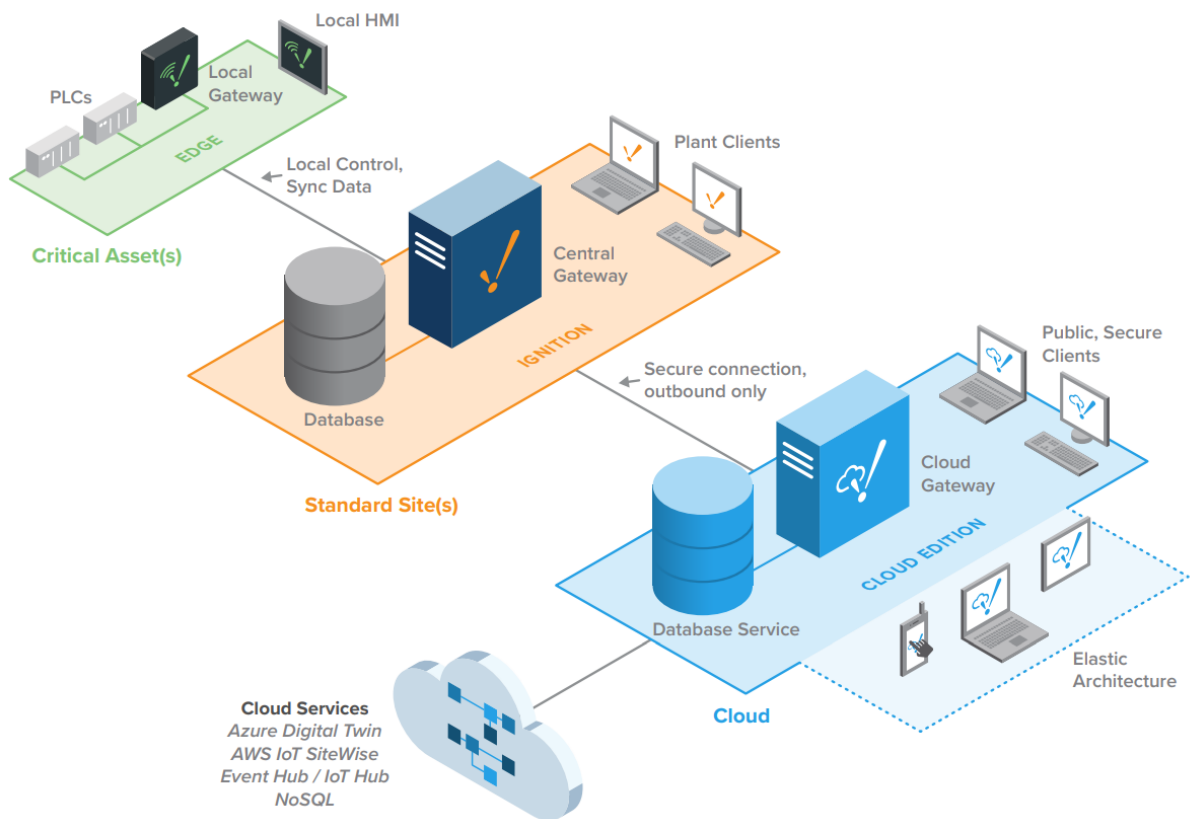 Local HMI
Local
Gateway
PLCs
EDGE
Critical Asset(s)
Local Control,
Sync Data
Plant Clients
Central
Gateway
Database
IGNITION
Standard Site(s)
Secure connection,
outbound only
Public, Secure
Clients
Cloud
Gateway
CLOUD EDITION
Database Service
Elastic
Architecture
Cloud
Cloud Services
Azure Digital Twin
AWS IoT SiteWise
Event Hub / IoT Hub
NoSQL